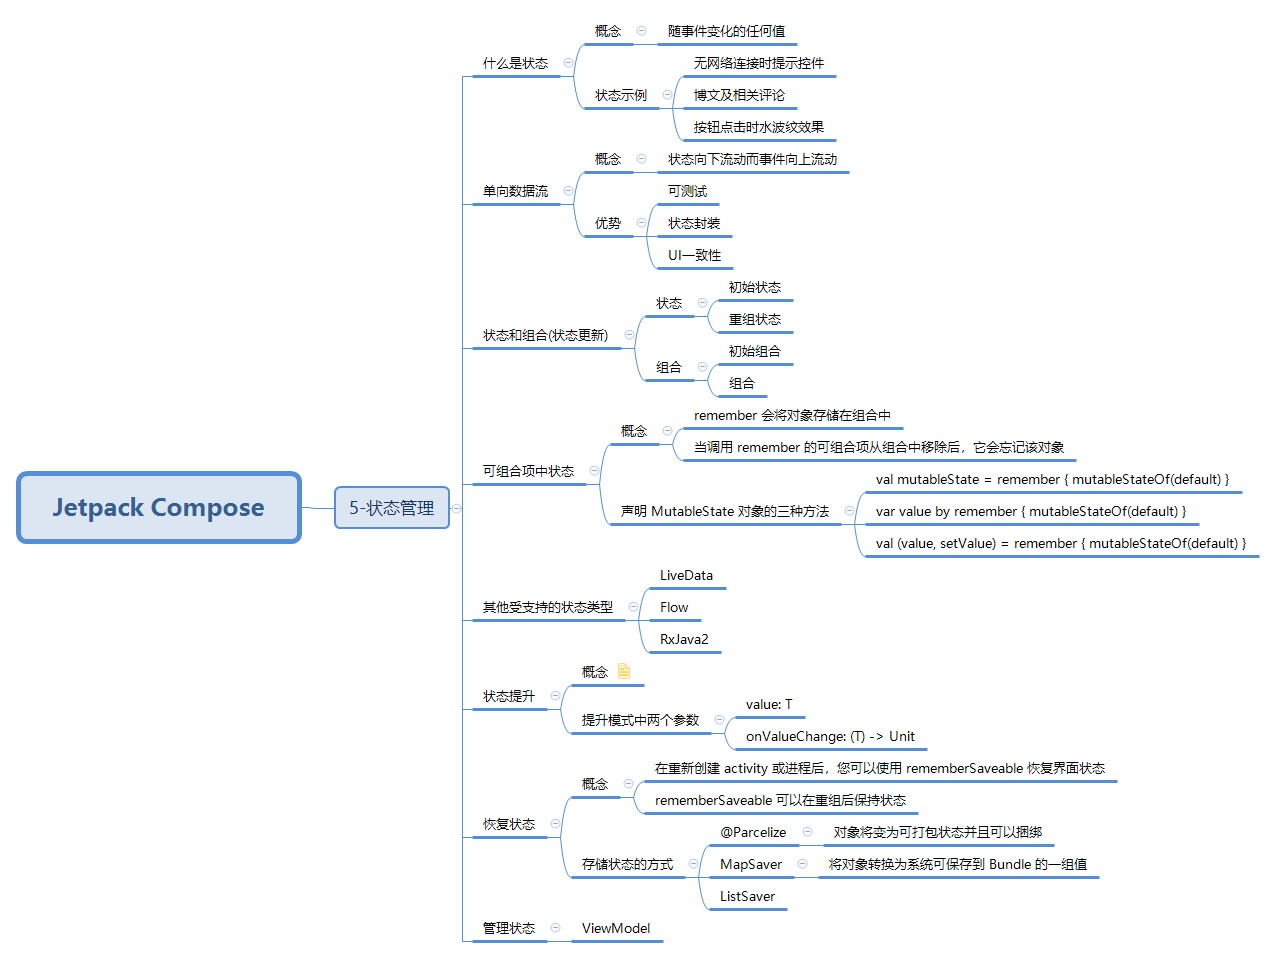 Jetpack Compose
5-状态管理
什么是状态
概念
随事件变化的任何值
状态示例
无网络连接时提示控件
博文及相关评论
按钮点击时水波纹效果
单向数据流
概念
状态向下流动而事件向上流动
优势
可测试
状态封装
UI一致性
状态和组合(状态更新)
状态
初始状态
重组状态
组合
初始组合
组合
可组合项中状态
概念
remember 会将对象存储在组合中
当调用 remember 的可组合项从组合中移除后，它会忘记该对象
声明 MutableState 对象的三种方法
val mutableState = remember { mutableStateOf(default) }
var value by remember { mutableStateOf(default) }
val (value, setValue) = remember { mutableStateOf(default) }
其他受支持的状态类型
LiveData
Flow
RxJava2
状态提升
概念
提升模式中两个参数
value: T
onValueChange: (T) -> Unit
恢复状态
概念
在重新创建 activity 或进程后，您可以使用 rememberSaveable 恢复界面状态
rememberSaveable 可以在重组后保持状态
存储状态的方式
@Parcelize
对象将变为可打包状态并且可以捆绑
MapSaver
将对象转换为系统可保存到 Bundle 的一组值
ListSaver
管理状态
ViewModel